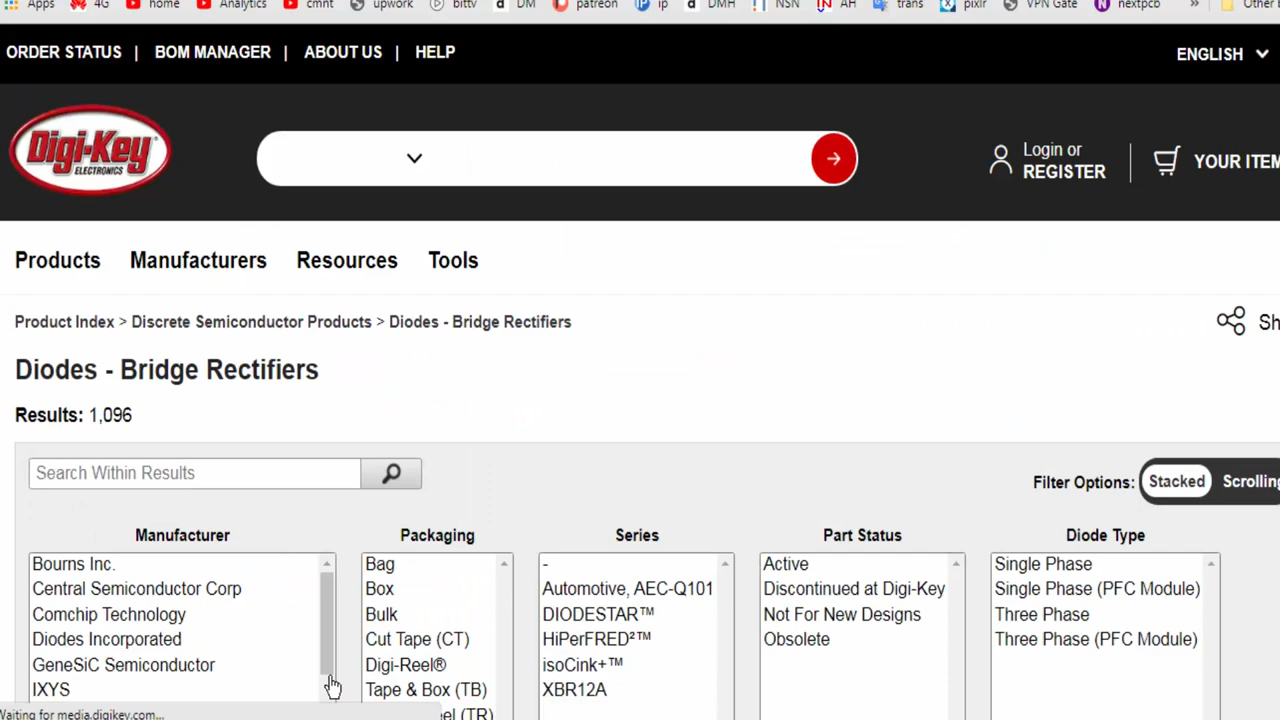 Apps 4G home Analytics cmnt upwork bittv DM patreon ip DMH NSN AH trans pixlr VPN Gate nextpcb » Other
ORDER STATUS | BOM MANAGER | ABOUT US | HELP
ENGLISH
Digi-Key
ELECTRONICS
Login or
REGISTER
YOUR ITEM
Products Manufacturers Resources Tools
Product Index > Discrete Semiconductor Products > Diodes - Bridge Rectifiers
Sh
Diodes - Bridge Rectifiers
Results: 1,096
Search Within Results
Filter Options: Stacked Scrolling
Manufacturer Packaging Series Part Status Diode Type
Bourns Inc. Bag - Active Single Phase
Central Semiconductor Corp Box Automotive, AEC-Q101 Discontinued at Digi-Key Single Phase (PFC Module)
Comchip Technology Bulk DIODESTAR™ Not For New Designs Three Phase
Diodes Incorporated Cut Tape (CT) HiPerFRED²™ Obsolete Three Phase (PFC Module)
GeneSiC Semiconductor Digi-Reel® isoCink+™
IXYS Tape & Box (TB) XBR12A
Waiting for media.digikey.com... eel (TR)